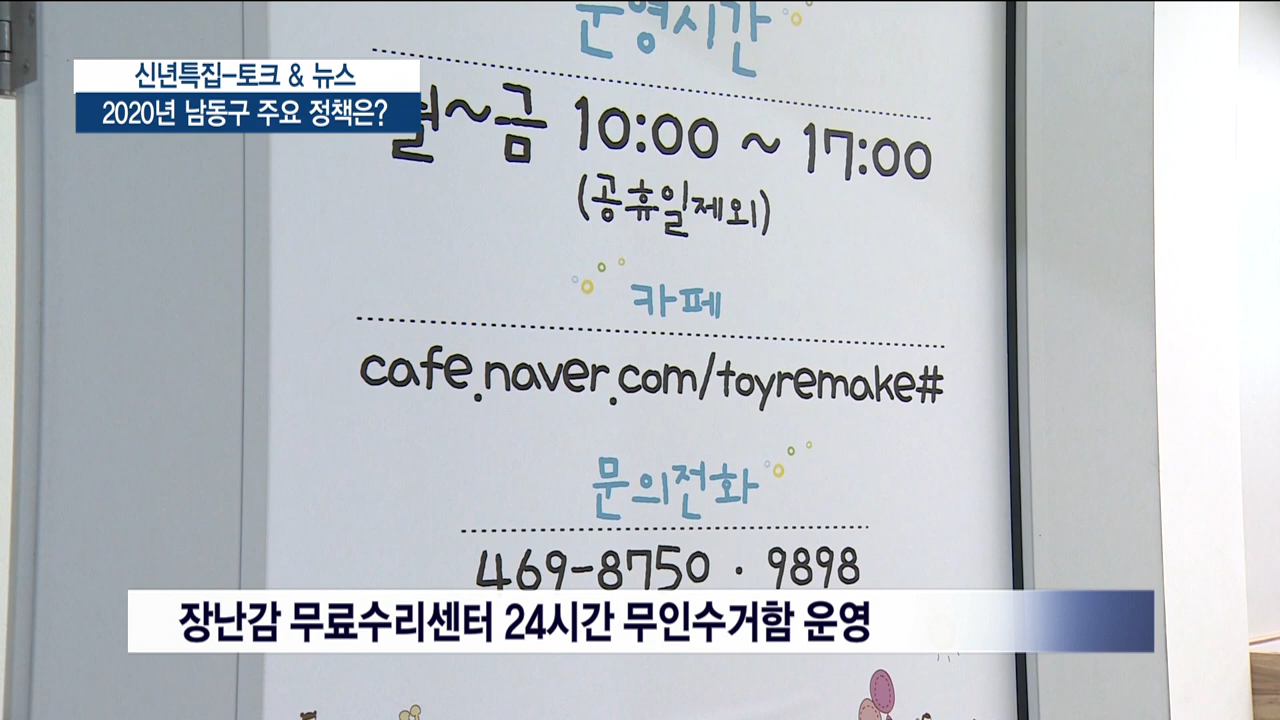 신년특집-토크 & 뉴스
2020년 남동구 주요 정책은?
운영시간
월~금 10:00 ~ 17:00
(공휴일제외)
카페
cafe.naver.com/toyremake#
문의전화
469-8750 · 9898
장난감 무료수리센터 24시간 무인수거함 운영